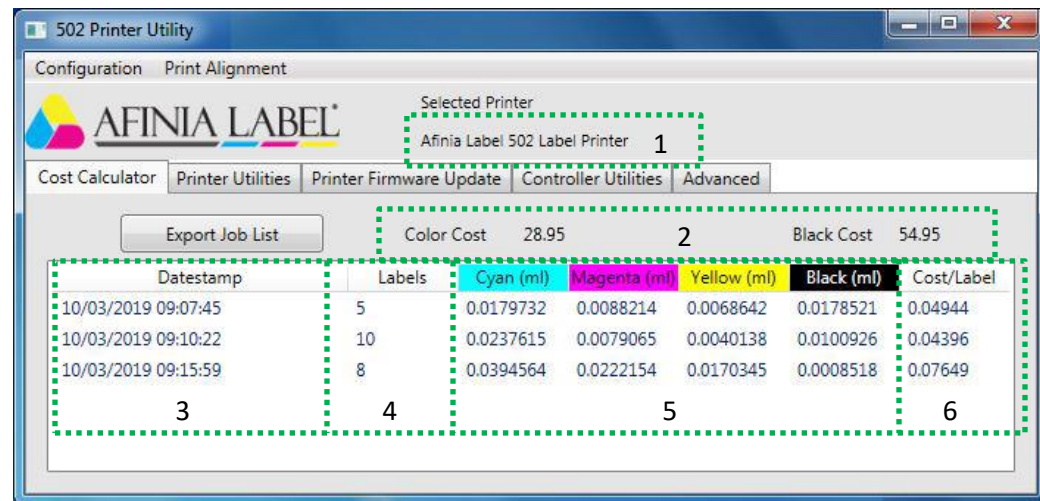 502 Printer Utility
Configuration Print Alignment
AFINIA LABEL
Selected Printer
Afinia Label 502 Label Printer 1
Cost Calculator Printer Utilities Printer Firmware Update Controller Utilities Advanced
Export Job List Color Cost 28.95 2 Black Cost 54.95
Datestamp Labels Cyan (ml) Magenta (ml) Yellow (ml) Black (ml) Cost/Label
10/03/2019 09:07:45 5 0.0179732 0.0088214 0.0068642 0.0178521 0.04944
10/03/2019 09:10:22 10 0.0237615 0.0079065 0.0040138 0.0100926 0.04396
10/03/2019 09:15:59 8 0.0394564 0.0222154 0.0170345 0.0008518 0.07649
3 4 5 6